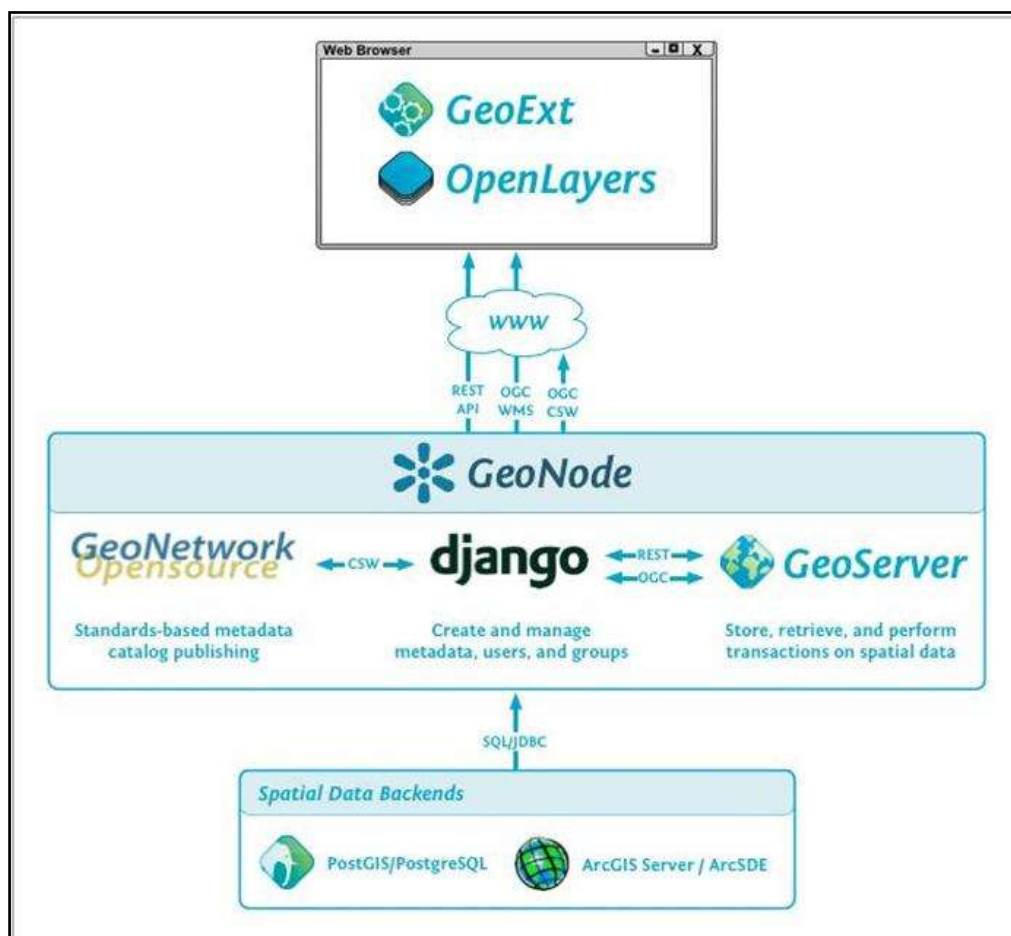 Web Browser
GeoExt
OpenLayers
WWW
REST API
OGC WMS
OGC CSW
GeoNode
GeoNetwork
Opensource
CSW
django
REST
OGC
GeoServer
Standards-based metadata
catalog publishing
Create and manage
metadata, users, and groups
Store, retrieve, and perform
transactions on spatial data
SQL/JDBC
Spatial Data Backends
PostGIS/PostgreSQL
ArcGIS Server / ArcSDE